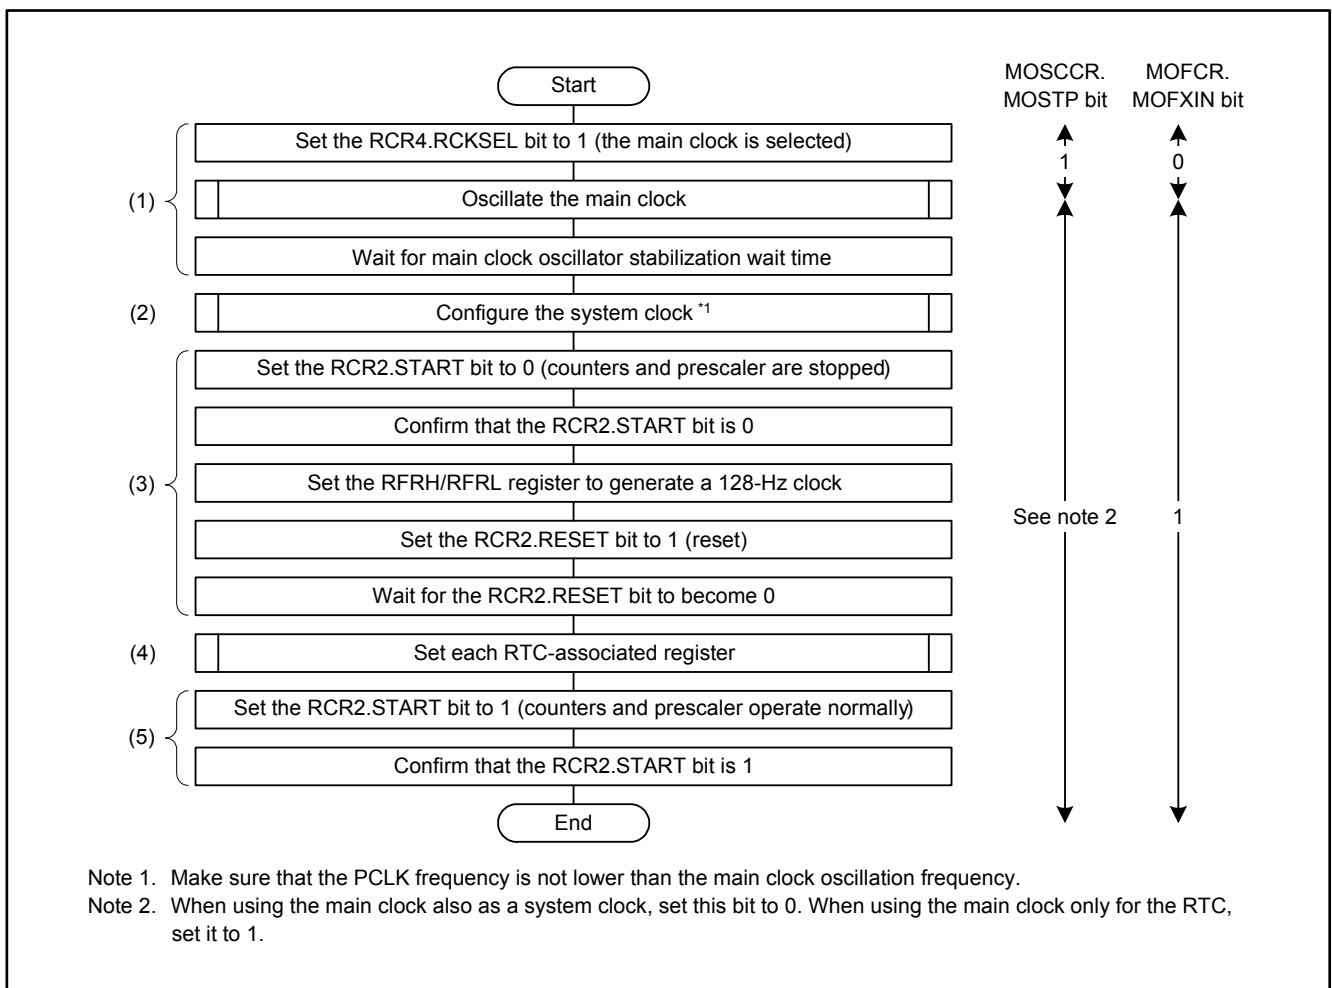 MOSCCR. MOFCR.
MOSTP bit MOFXIN bit
Start
Set the RCR4.RCKSEL bit to 1 (the main clock is selected)
1 0
(1) Oscillate the main clock
Wait for main clock oscillator stabilization wait time
(2) Configure the system clock *1
Set the RCR2.START bit to 0 (counters and prescaler are stopped)
Confirm that the RCR2.START bit is 0
(3) Set the RFRH/RFRL register to generate a 128-Hz clock
See note 2 1
Set the RCR2.RESET bit to 1 (reset)
Wait for the RCR2.RESET bit to become 0
(4) Set each RTC-associated register
Set the RCR2.START bit to 1 (counters and prescaler operate normally)
(5)
Confirm that the RCR2.START bit is 1
End
Note 1. Make sure that the PCLK frequency is not lower than the main clock oscillation frequency.
Note 2. When using the main clock also as a system clock, set this bit to 0. When using the main clock only for the RTC,
set it to 1.